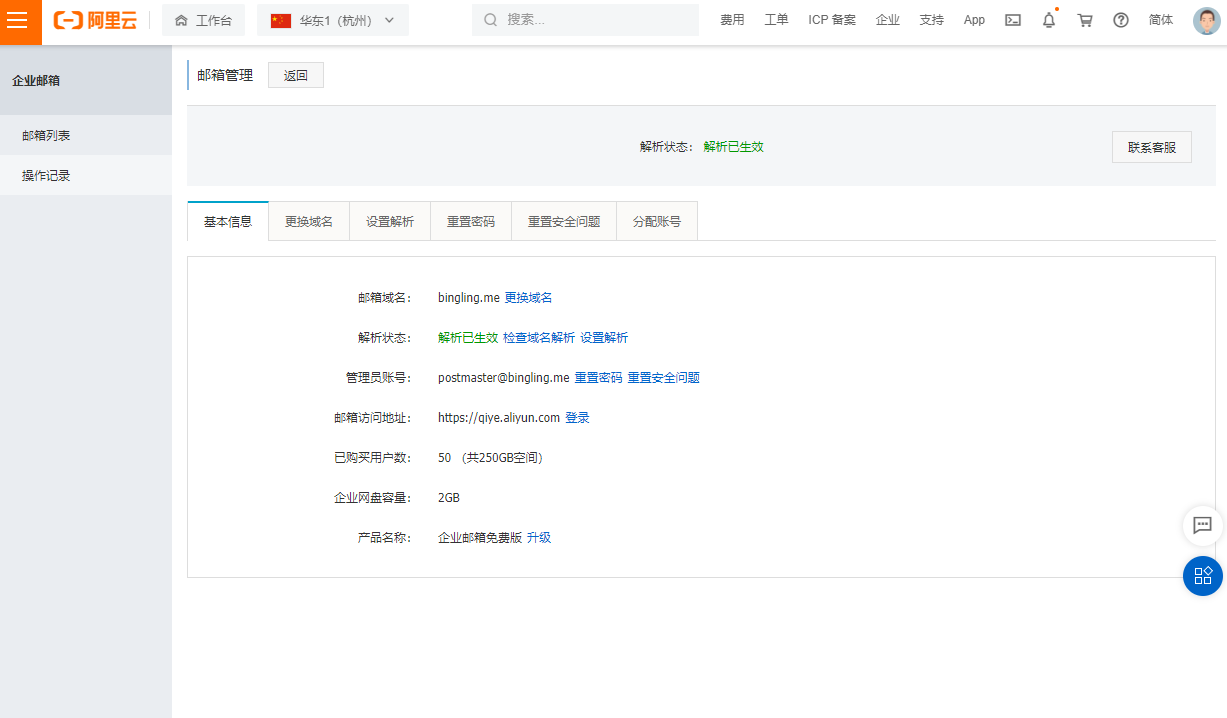 阿里云 工作台 华东1（杭州） 搜索... 费用 工单 ICP 备案 企业 支持 App 简体
企业邮箱
邮箱列表
操作记录
邮箱管理 返回
解析状态： 解析已生效 联系客服
基本信息 更换域名 设置解析 重置密码 重置安全问题 分配账号
邮箱域名： bingling.me 更换域名
解析状态： 解析已生效 检查域名解析 设置解析
管理员账号： postmaster@bingling.me 重置密码 重置安全问题
邮箱访问地址： https://qiye.aliyun.com 登录
已购买用户数： 50 （共250GB空间）
企业网盘容量： 2GB
产品名称： 企业邮箱免费版 升级